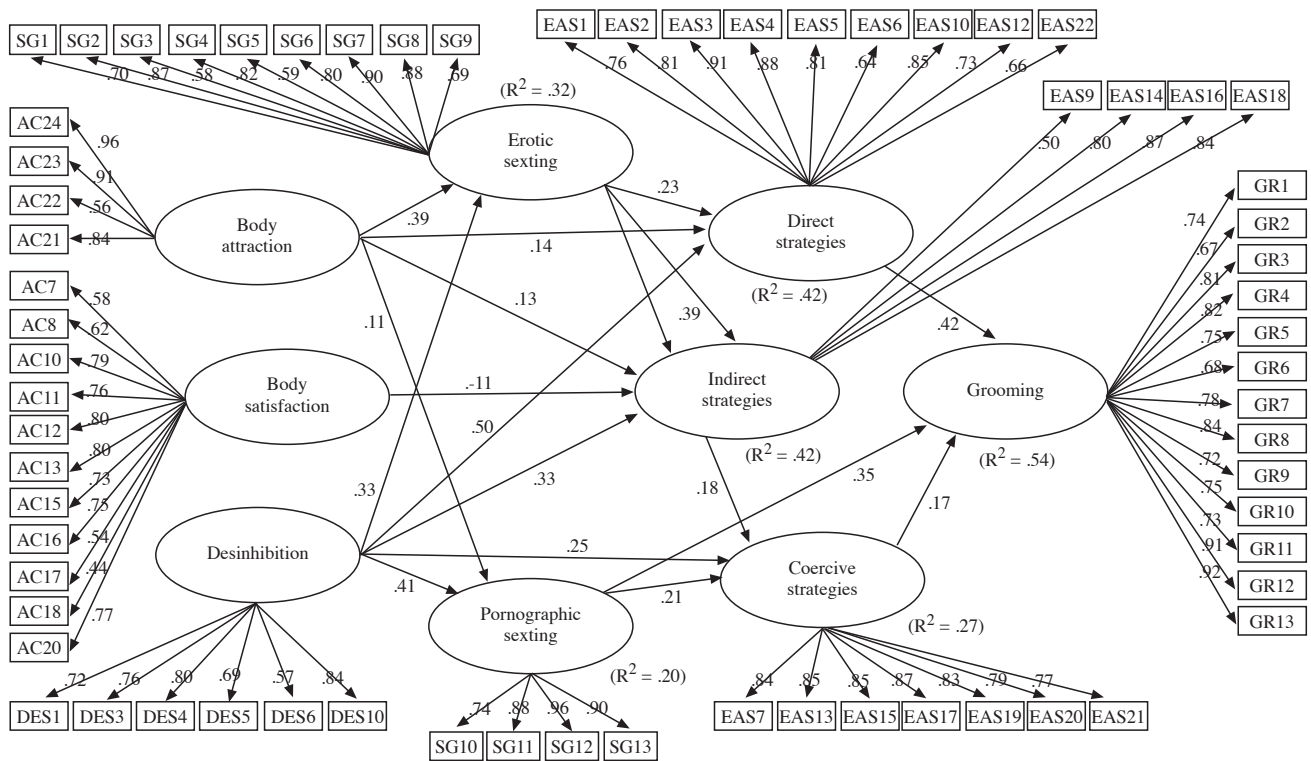 SG1 SG2 SG3 SG4 SG5 SG6 SG7 SG8 SG9
.70 .87 .58 .82 .59 .80 .90 .88 .69
EAS1 EAS2 EAS3 EAS4 EAS5 EAS6 EAS10 EAS12 EAS22
.76 .81 .91 .88 .81 .64 .85 .73 .66
EAS9 EAS14 EAS16 EAS18
.50 .80 .87 .84
(R2 = .32)
Erotic
sexting
AC24
AC23
AC22
AC21
.96
.91
.56
.84
Body
attraction
.39
.14
.13
.11
.23
.39
Direct
strategies
(R2 = .42)
.42
AC7
AC8
AC10
AC11
AC12
AC13
AC15
AC16
AC17
AC18
AC20
.58
.62
.79
.76
.80
.80
.73
.75
.54
.44
.77
Body
satisfaction
.-11
Indirect
strategies
(R2 = .42)
.18
Grooming
(R2 = .54)
GR1
GR2
GR3
GR4
GR5
GR6
GR7
GR8
GR9
GR10
GR11
GR12
GR13
.74
.67
.81
.82
.75
.68
.78
.84
.72
.75
.73
.91
.92
Desinhibition
.33
.50
.33
.25
.41
.35
.17
.21
Pornographic
sexting
(R2 = .20)
Coercive
strategies
(R2 = .27)
.72 .76 .80 .69 .57 .84
DES1 DES3 DES4 DES5 DES6 DES10
.74 .88 .96 .90
SG10 SG11 SG12 SG13
.84 .85 .85 .87 .83 .79 .77
EAS7 EAS13 EAS15 EAS17 EAS19 EAS20 EAS21